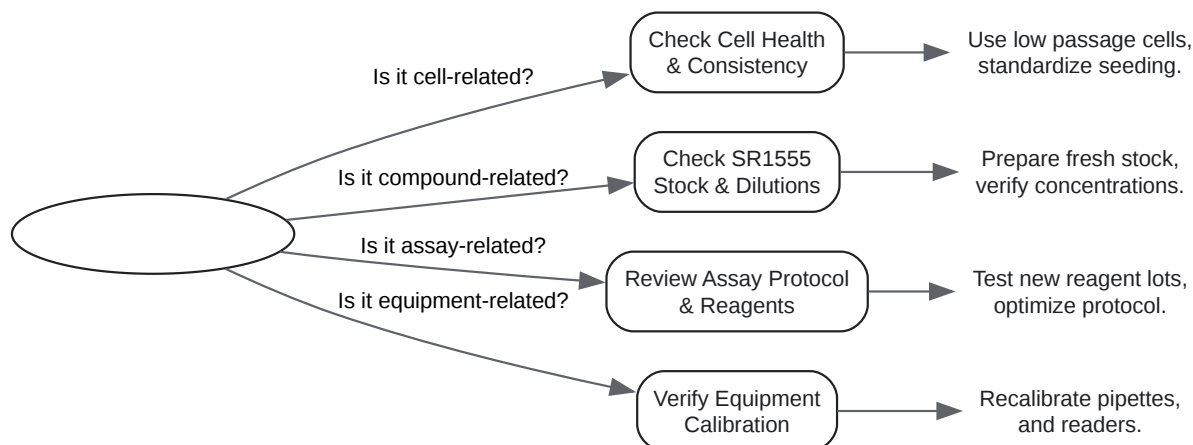 Is it cell-related?
Check Cell Health
& Consistency
Use low passage cells,
standardize seeding.
Is it compound-related?
Check SR1555
Stock & Dilutions
Prepare fresh stock,
verify concentrations.
Is it assay-related?
Review Assay Protocol
& Reagents
Test new reagent lots,
optimize protocol.
Is it equipment-related?
Verify Equipment
Calibration
Recalibrate pipettes,
and readers.